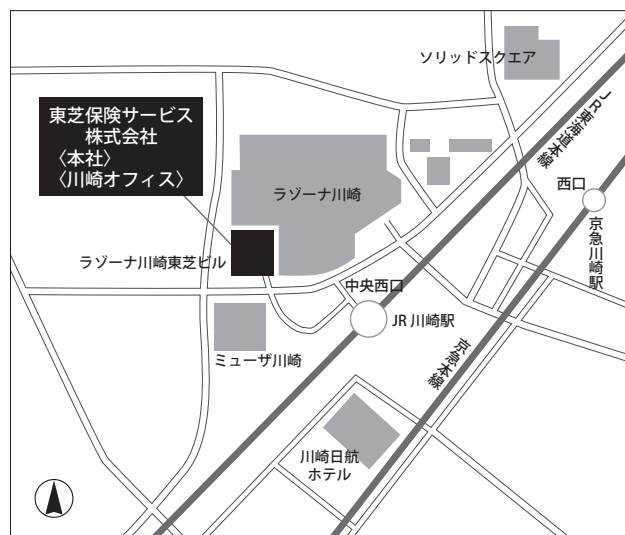 ソリッドスクエア
JR東海道本線
東芝保険サービス
株式会社
〈本社〉
〈川崎オフィス〉
ラゾーナ川崎
西口
京急川崎駅
ラゾーナ川崎東芝ビル
中央西口
JR 川崎駅
ミューザ川崎
京急本線
川崎日航
ホテル